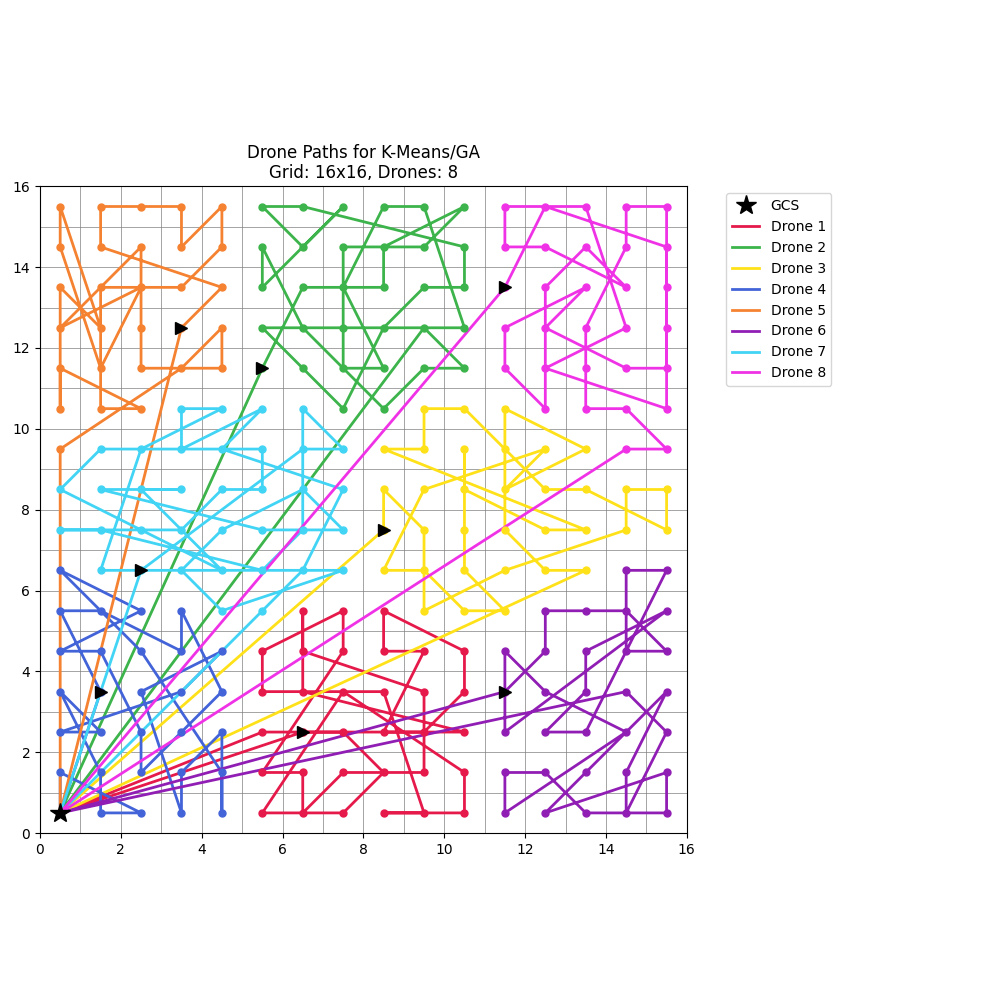 Drone Paths for K-Means/GA
Grid: 16x16, Drones: 8
GCS
Drone 1
Drone 2
Drone 3
Drone 4
Drone 5
Drone 6
Drone 7
Drone 8
16
14
12
10
8
6
4
2
0
0 2 4 6 8 10 12 14 16